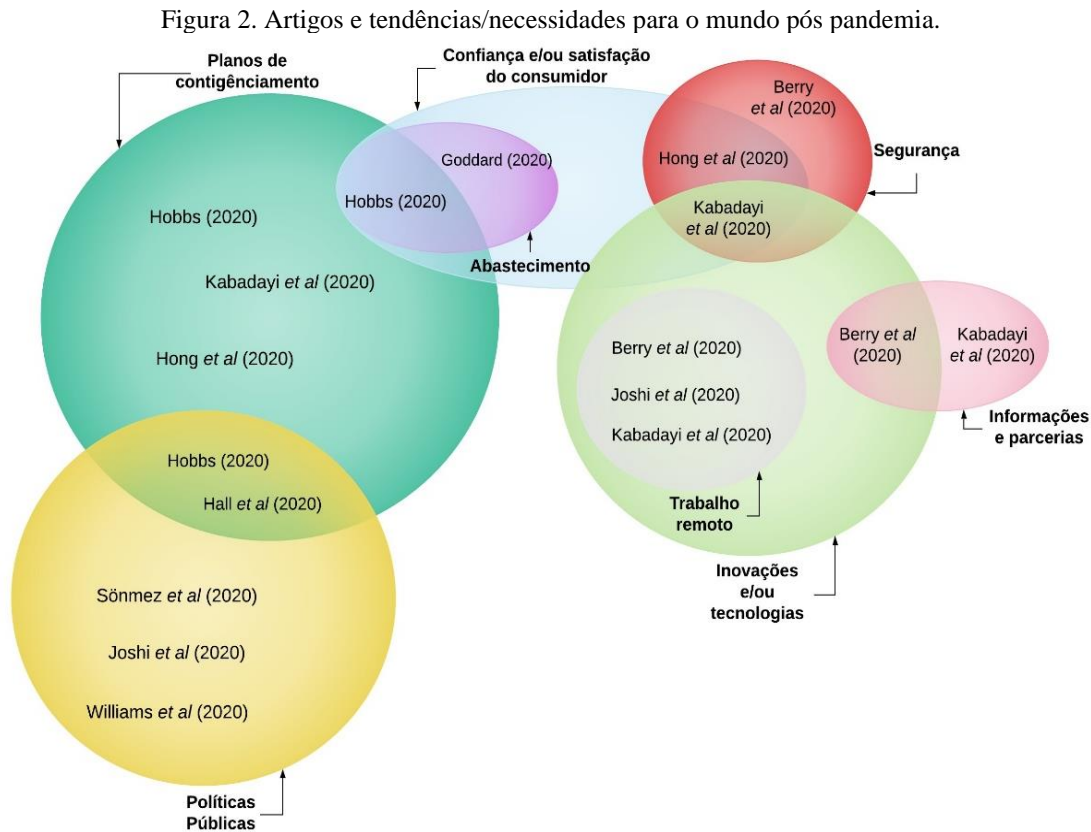 Figura 2. Artigos e tendências/necessidades para o mundo pós pandemia.
Planos de
contigênciamento
Confiança e/ou satisfação
do consumidor
Berry
et al (2020)
Hong et al (2020)
Segurança
Goddard (2020)
Hobbs (2020)
Kabadayi
et al (2020)
Hobbs (2020)
Abastecimento
Kabadayi et al (2020)
Hong et al (2020)
Berry et al (2020)
Joshi et al (2020)
Kabadayi et al (2020)
Berry et al
(2020)
Kabadayi
et al (2020)
Informações
e parcerias
Trabalho
remoto
Inovações
e/ou
tecnologias
Hobbs (2020)
Hall et al (2020)
Sönmez et al (2020)
Joshi et al (2020)
Williams et al (2020)
Políticas
Públicas